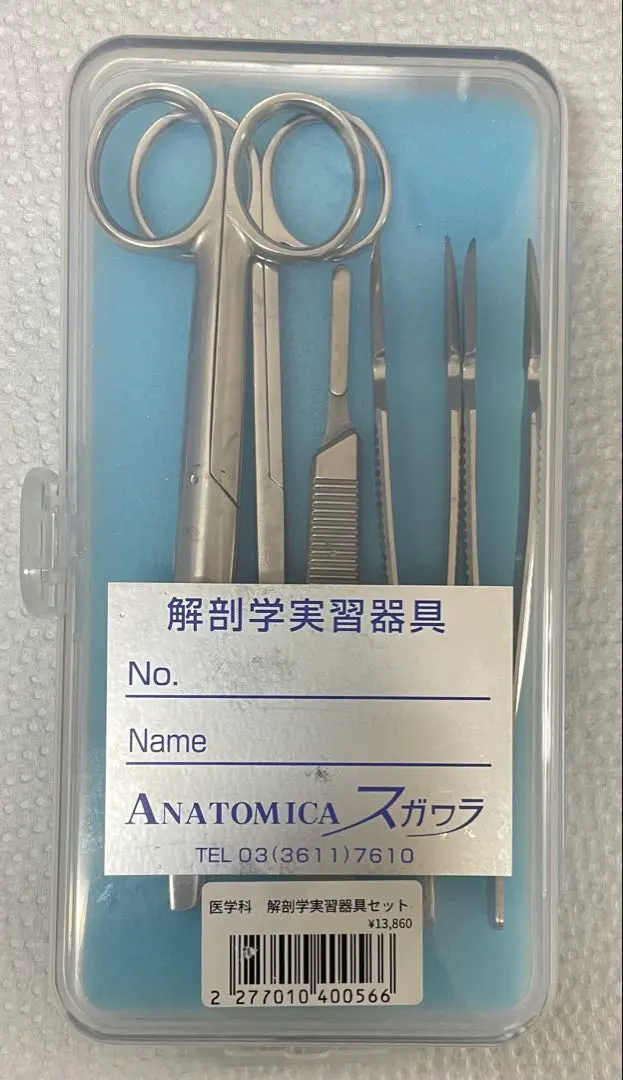 解剖学実習器具
No.
Name
ANATOMICA スガワラ
TEL 03(3611)7610
医学科 解剖学実習器具セット
¥13,860
2 277010 400566